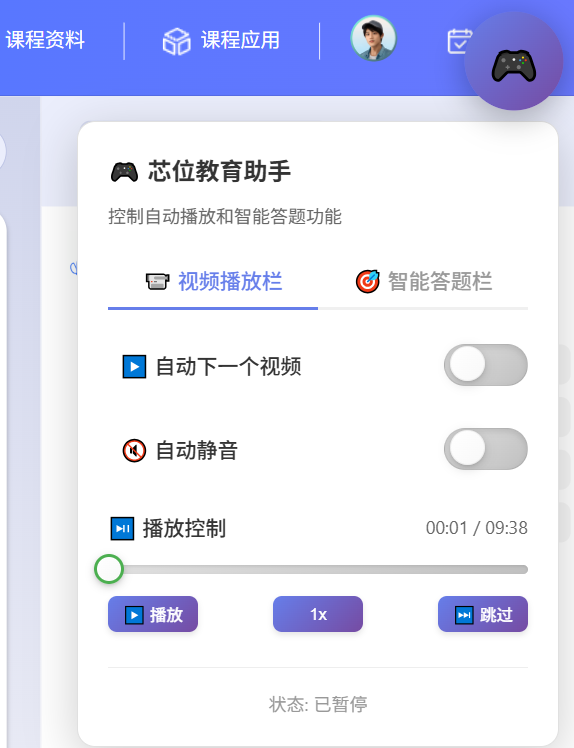 课程资料
课程应用
芯位教育助手
控制自动播放和智能答题功能
视频播放栏
智能答题栏
自动下一个视频
自动静音
播放控制
00:01 / 09:38
播放
1x
跳过
状态: 已暂停